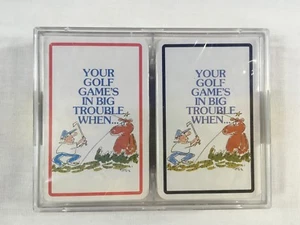 YOUR
GOLF
GAME'S
IN BIG
TROUBLE
WHEN...
YOUR
GOLF
GAME'S
IN BIG
TROUBLE
WHEN...